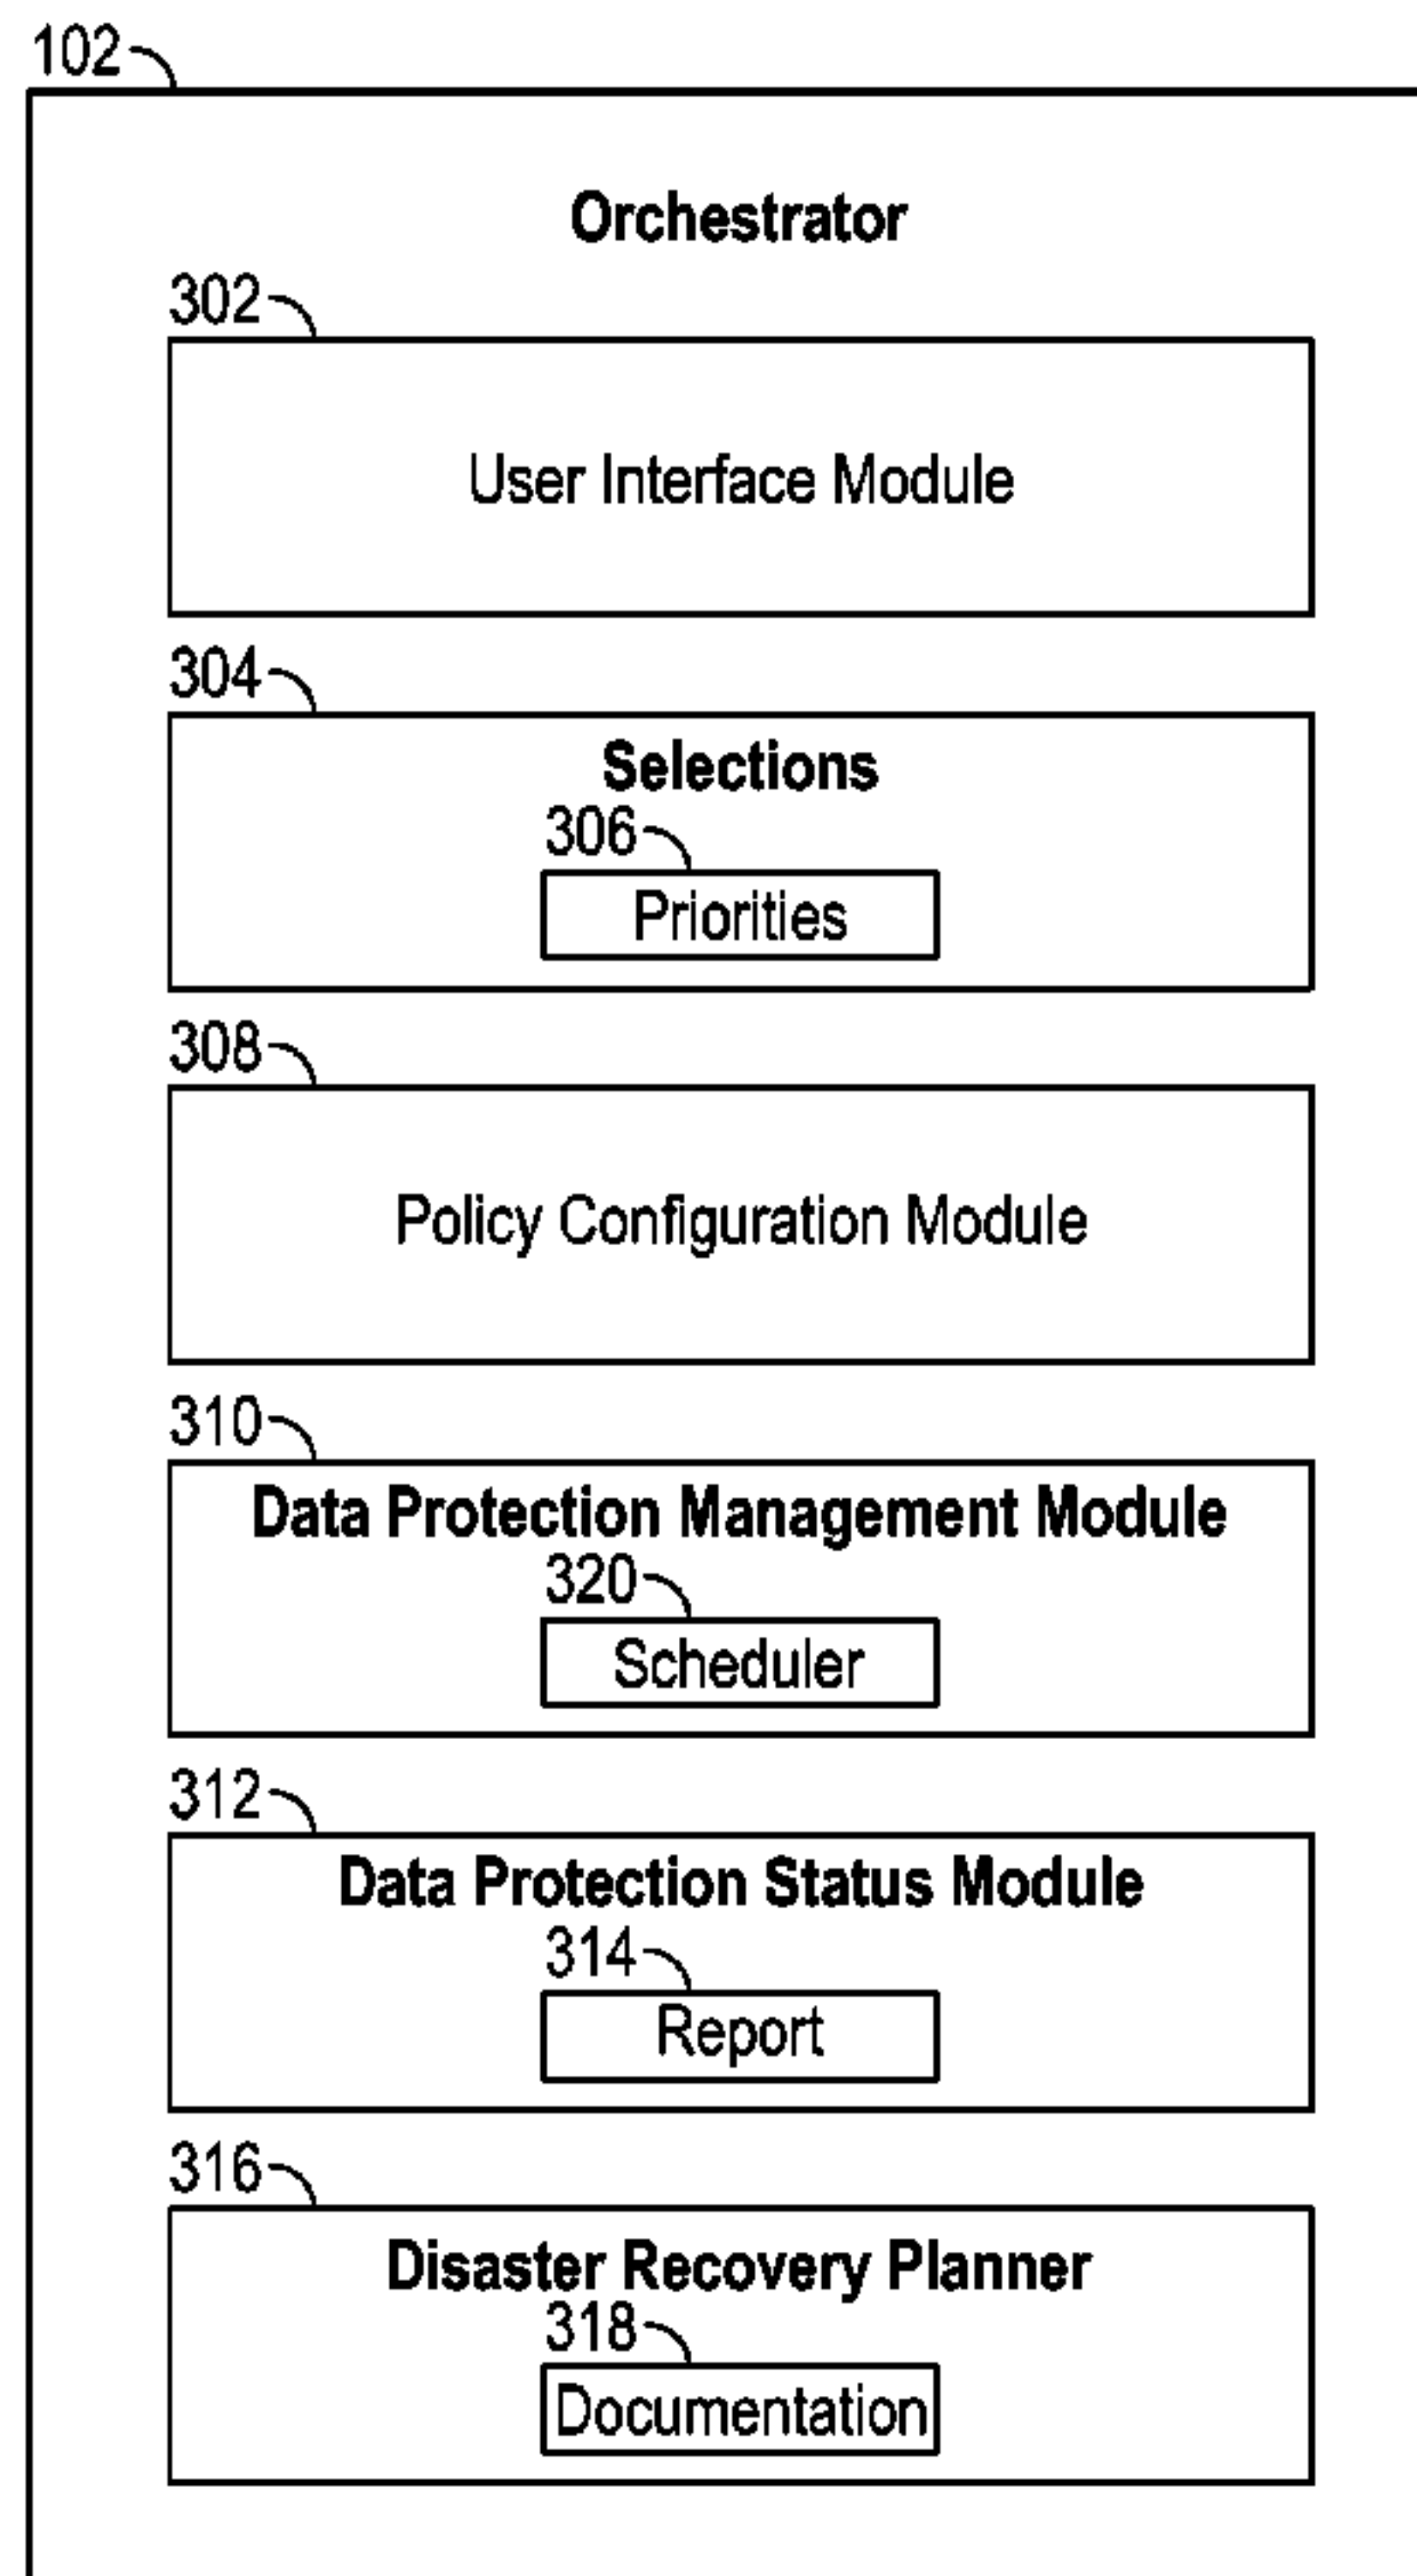 102
Orchestrator
302
User Interface Module
304
Selections
306
Priorities
308
Policy Configuration Module
310
Data Protection Management Module
320
Scheduler
312
Data Protection Status Module
314
Report
316
Disaster Recovery Planner
318
Documentation